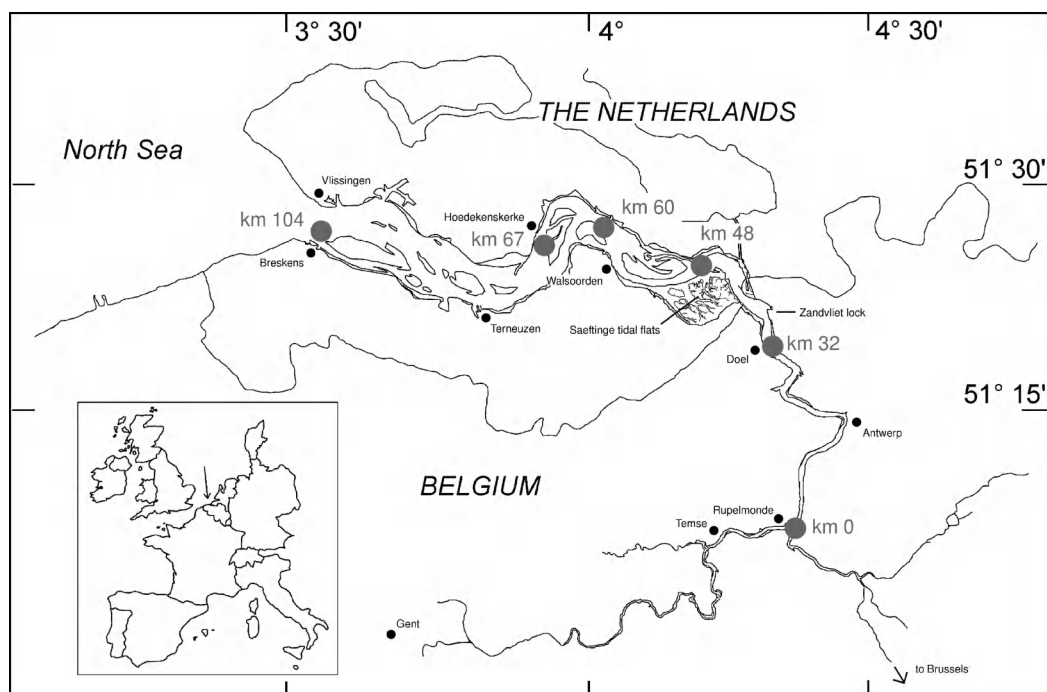 3° 30'
4°
4° 30'
THE NETHERLANDS
North Sea
51° 30
Vlissingen
km 60
km 104
Hoedekenskerke
km 67
km 48
Breskens
Walsoorden
Zandvliet lock
Terneuzen
Saeftinge tidal flats
km 32
Doel
51° 15
Antwerp
BELGIUM
Rupelmonde
Temse
km 0
Gent
to Brussels